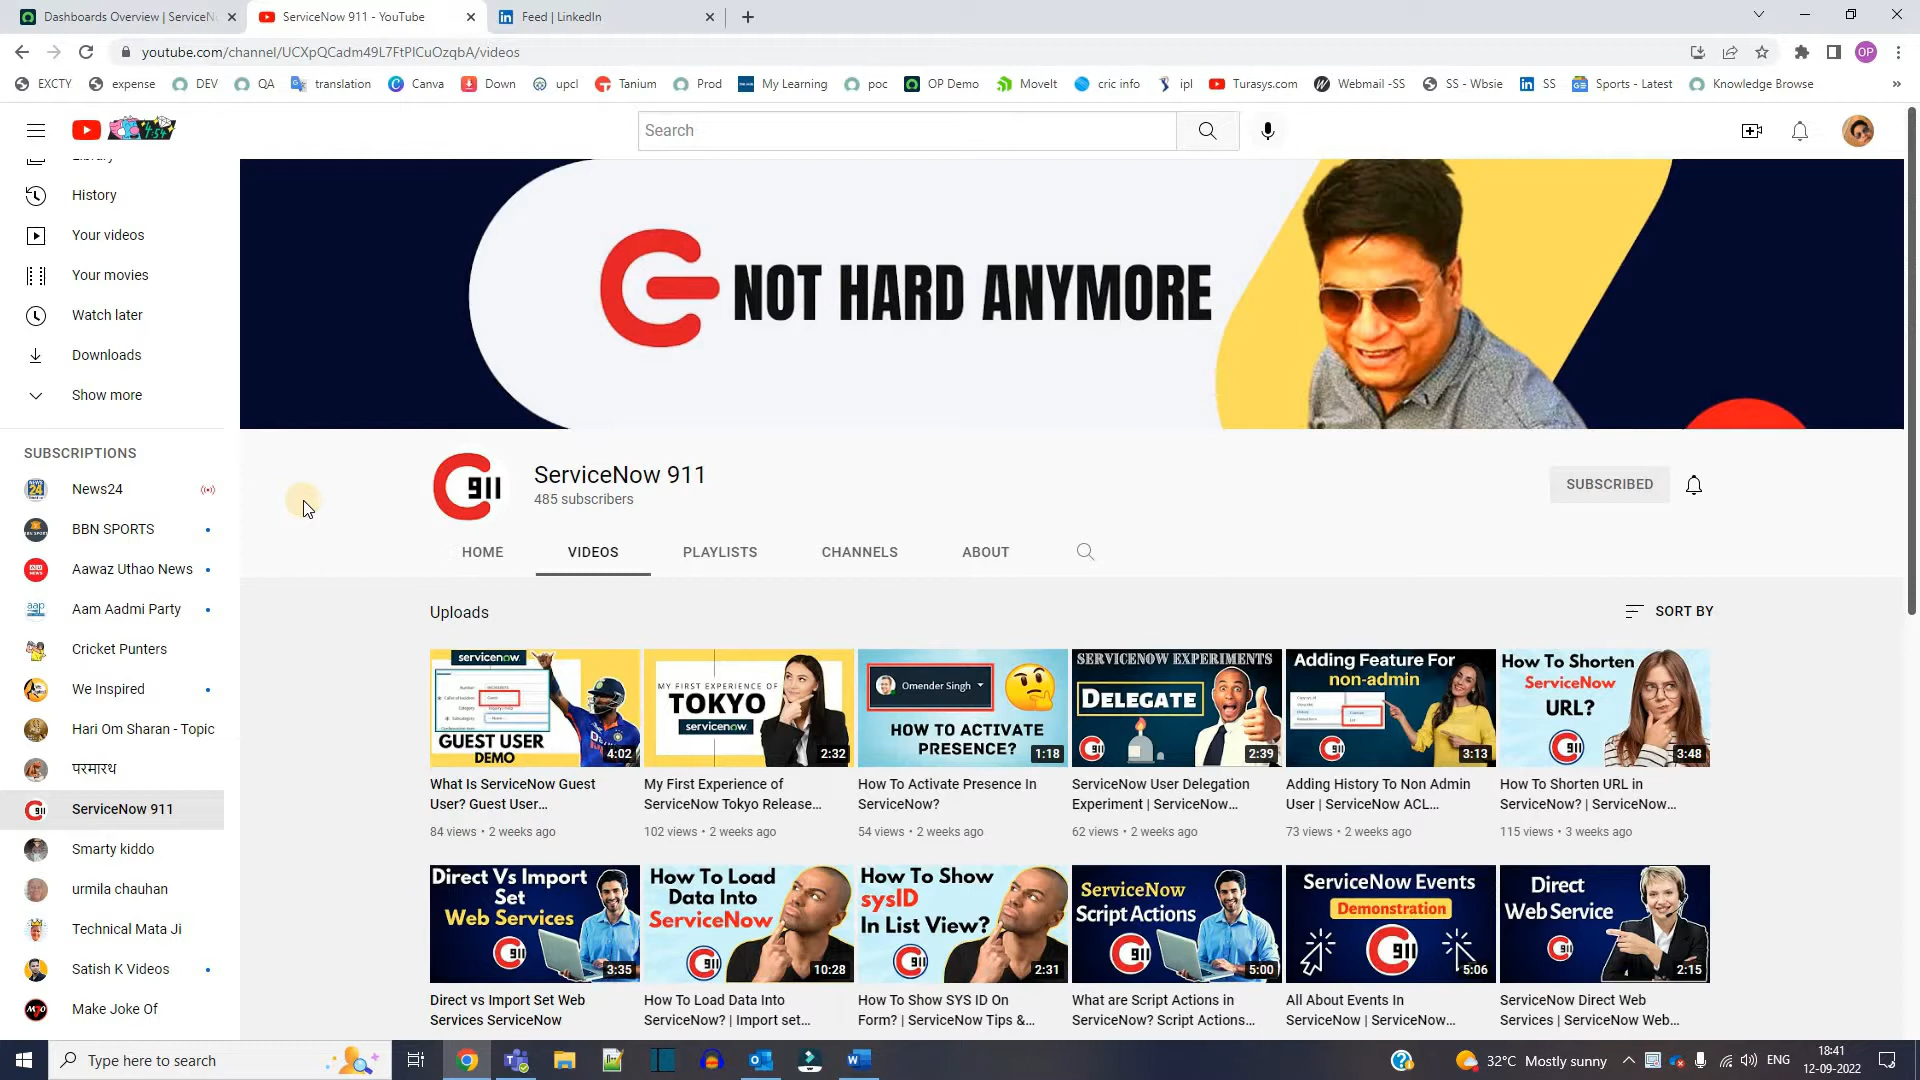 Dashboards Overview | ServiceN
ServiceNow 911 - YouTube
Feed | LinkedIn
youtube.com/channel/UCXpQCadm49L7FtPlCuOzqbA/videos
OP
EXCTY
expense
DEV
QA
translation
Canva
Down
upcl
Tanium
Prod
My Learning
poc
OP Demo
MoveIt
cric info
ipl
Turasys.com
Webmail -SS
SS - Wbsie
SS
Sports - Latest
Knowledge Browse
»
Search
Library
History
Your videos
Your movies
Watch later
Downloads
Show more
SUBSCRIPTIONS
News24
BBN SPORTS
Aawaz Uthao News
Aam Aadmi Party
Cricket Punters
We Inspired
Hari Om Sharan - Topic
परमारथ
ServiceNow 911
Smarty kiddo
urmila chauhan
Technical Mata Ji
Satish K Videos
Make Joke Of
NOT HARD ANYMORE
911
ServiceNow 911
485 subscribers
SUBSCRIBED
HOME
VIDEOS
PLAYLISTS
CHANNELS
ABOUT
Uploads
SORT BY
servicenow
GUEST USER
DEMO
4:02
What Is ServiceNow Guest
User? Guest User...
84 views • 2 weeks ago
MY FIRST EXPERIENCE OF
TOKYO
servicenow
2:32
My First Experience of
ServiceNow Tokyo Release...
102 views • 2 weeks ago
Omender Singh
HOW TO ACTIVATE
PRESENCE?
1:18
How To Activate Presence In
ServiceNow?
54 views • 2 weeks ago
SERVICENOW EXPERIMENTS
DELEGATE
911
2:39
ServiceNow User Delegation
Experiment | ServiceNow...
62 views • 2 weeks ago
Adding Feature For
non-admin
911
3:13
Adding History To Non Admin
User | ServiceNow ACL...
73 views • 2 weeks ago
How To Shorten
ServiceNow
URL?
911
3:48
How To Shorten URL in
ServiceNow? | ServiceNow...
115 views • 3 weeks ago
Direct Vs Import
Set
Web Services
911
3:35
Direct vs Import Set Web
Services ServiceNow
How To Load
Data Into
ServiceNow?
911
10:28
How To Load Data Into
ServiceNow? | Import set...
How To Show
sysID
In List View?
911
2:31
How To Show SYS ID On
Form? | ServiceNow Tips &...
ServiceNow
Script Actions
911
5:00
What are Script Actions in
ServiceNow? Script Actions...
ServiceNow Events
Demonstration
911
5:06
All About Events In
ServiceNow | ServiceNow...
Direct
Web Service
911
2:15
ServiceNow Direct Web
Services | ServiceNow Web...
Type here to search
32°C Mostly sunny
ENG
18:41
12-09-2022